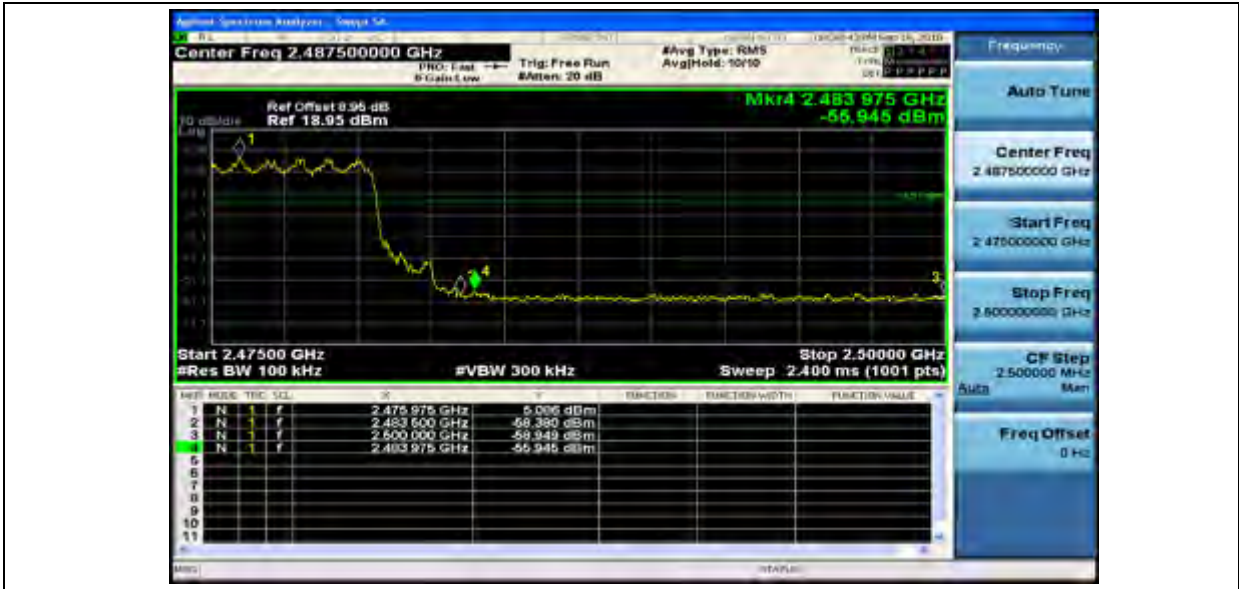 Agilent Spectrum Analyzer - Swept SA
Center Freq 2.487500000 GHz
PNO: Fast
IFGain:Low
Trig: Free Run
#Atten: 20 dB
#Avg Type: RMS
Avg|Hold: 10/10
TYPE
DET P P P P P P
Ref Offset 8.95 dB
Ref 18.95 dBm
10 dB/div
Log
Mkr4 2.483 975 GHz
-55.945 dBm
1
4
3
Start 2.47500 GHz
#Res BW 100 kHz
#VBW 300 kHz
Stop 2.50000 GHz
Sweep 2.400 ms (1001 pts)
MKR MODE TRC SCL X Y FUNCTION FUNCTION WIDTH FUNCTION VALUE
1 N 1 f 2.475 975 GHz 5.006 dBm
2 N 1 f 2.483 500 GHz -58.380 dBm
3 N 1 f 2.500 000 GHz -58.949 dBm
4 N 1 f 2.483 975 GHz -55.945 dBm
5
6
7
8
9
10
11
MSG
STATUS
Frequency
Auto Tune
Center Freq
2.487500000 GHz
Start Freq
2.475000000 GHz
Stop Freq
2.500000000 GHz
CF Step
2.500000 MHz
Auto Man
Freq Offset
0 Hz